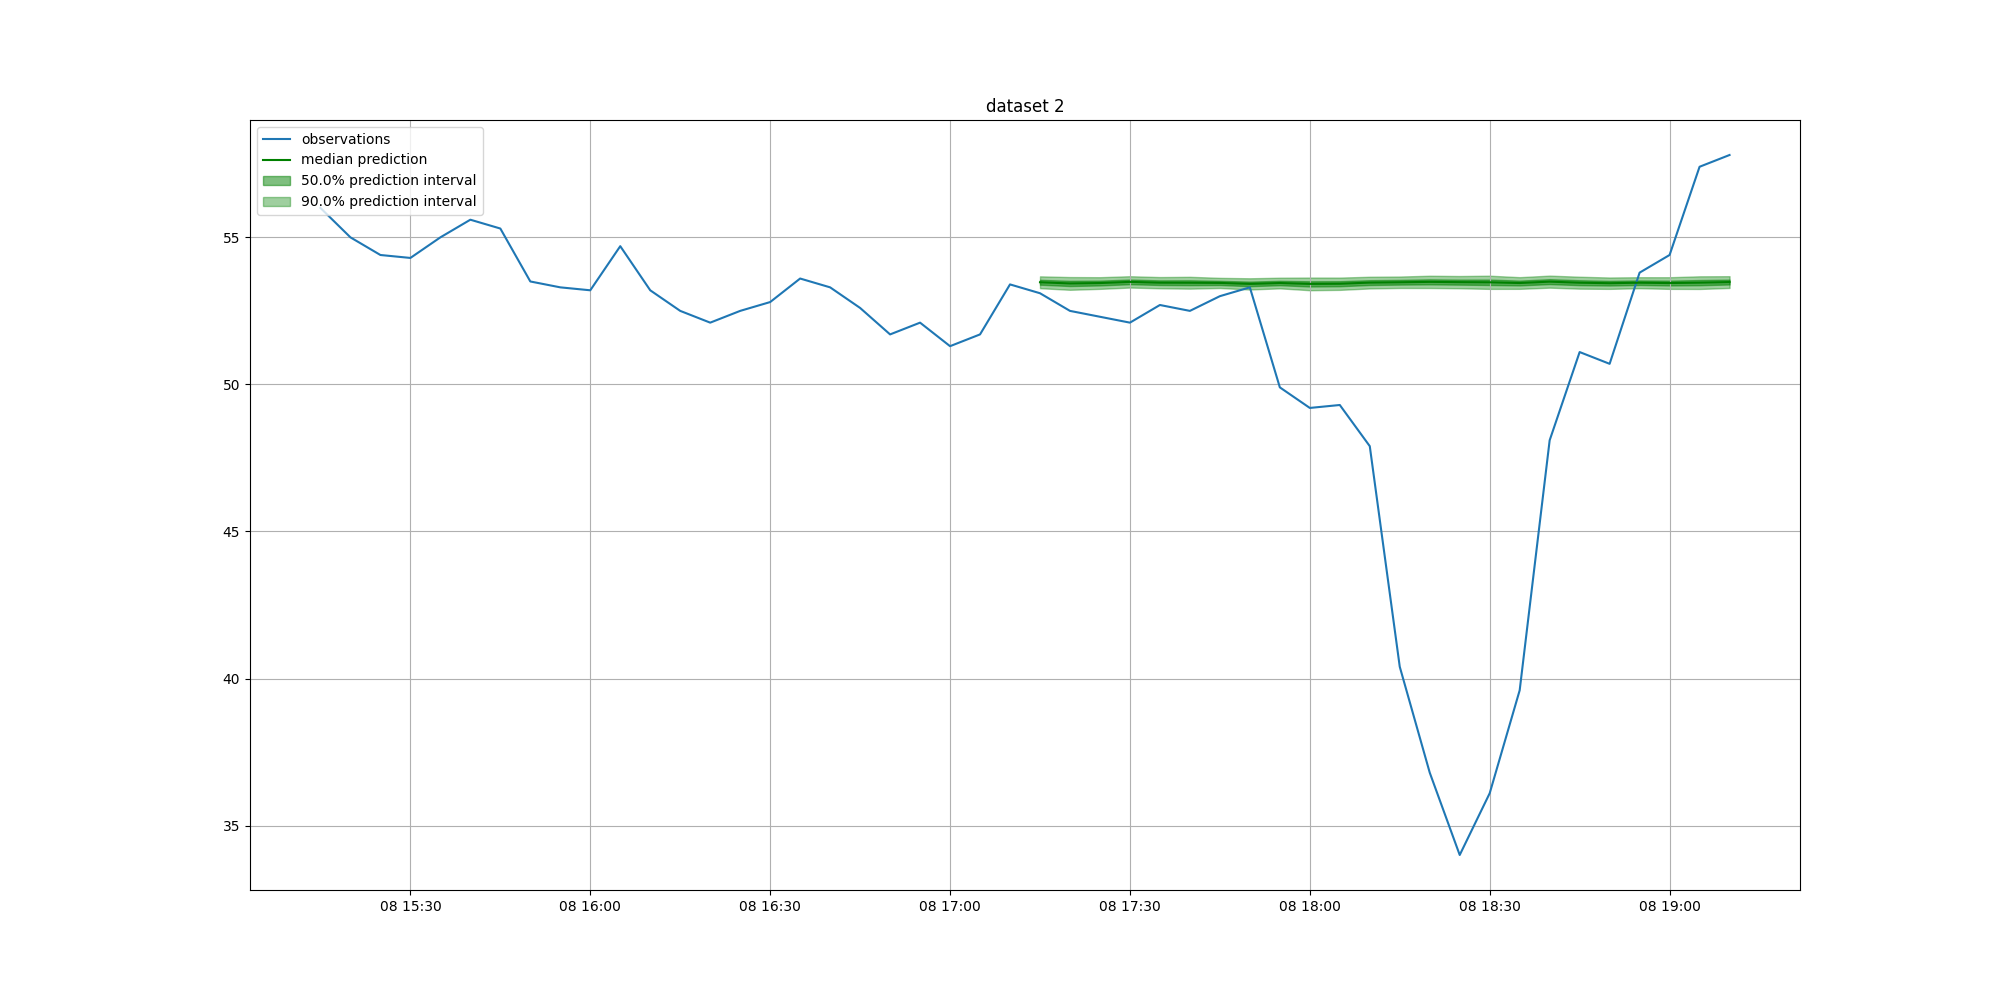 dataset 2
observations
median prediction
50.0% prediction interval
90.0% prediction interval
55
50
45
40
35
08 15:30 08 16:00 08 16:30 08 17:00 08 17:30 08 18:00 08 18:30 08 19:00